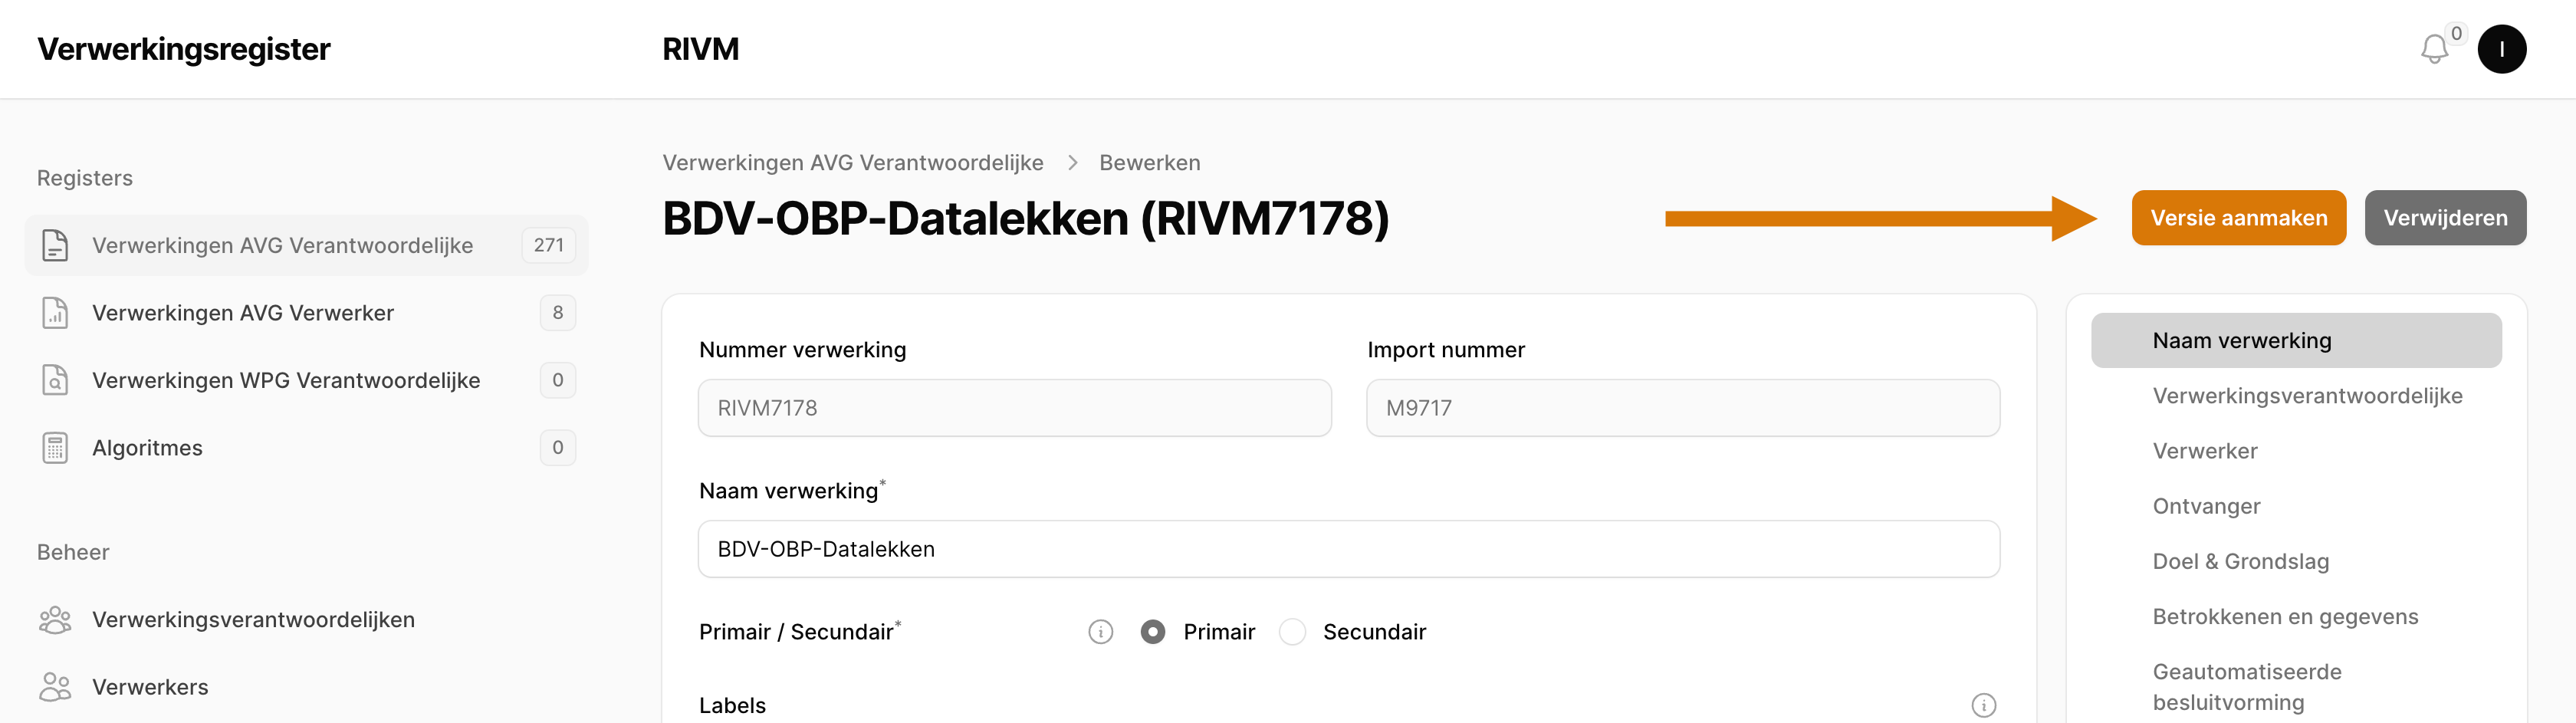 Verwerkingsregister
RIVM
0
I
Registers
Verwerkingen AVG Verantwoordelijke 271
Verwerkingen AVG Verwerker 8
Verwerkingen WPG Verantwoordelijke 0
Algoritmes 0
Beheer
Verwerkingsverantwoordelijken
Verwerkers
Verwerkingen AVG Verantwoordelijke > Bewerken
BDV-OBP-Datalekken (RIVM7178)
Versie aanmaken
Verwijderen
Nummer verwerking
RIVM7178
Import nummer
M9717
Naam verwerking*
BDV-OBP-Datalekken
Primair / Secundair* Primair Secundair
Labels
Naam verwerking
Verwerkingsverantwoordelijke
Verwerker
Ontvanger
Doel & Grondslag
Betrokkenen en gegevens
Geautomatiseerde
besluitvorming